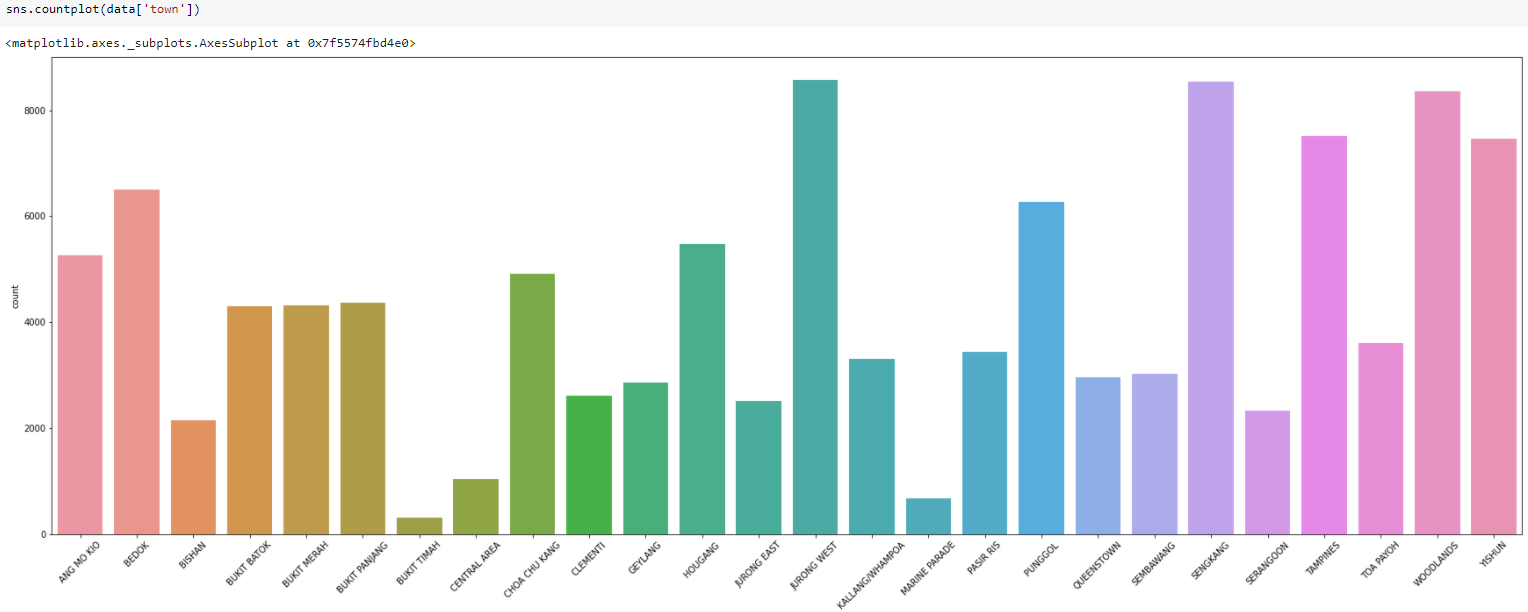 sns.countplot(data['town'])
<matplotlib.axes._subplots.AxesSubplot at 0x7f5574fbd4e0>
8000
6000
4000
2000
0
count
ANG MO KIO
BEDOK
BISHAN
BUKIT BATOK
BUKIT MERAH
BUKIT PANJANG
BUKIT TIMAH
CENTRAL AREA
CHOA CHU KANG
CLEMENTI
GEYLANG
HOUGANG
JURONG EAST
JURONG WEST
KALLANG/WHAMPOA
MARINE PARADE
PASIR RIS
PUNGGOL
QUEENSTOWN
SEMBAWANG
SENGKANG
SERANGOON
TAMPINES
TOA PAYOH
WOODLANDS
YISHUN